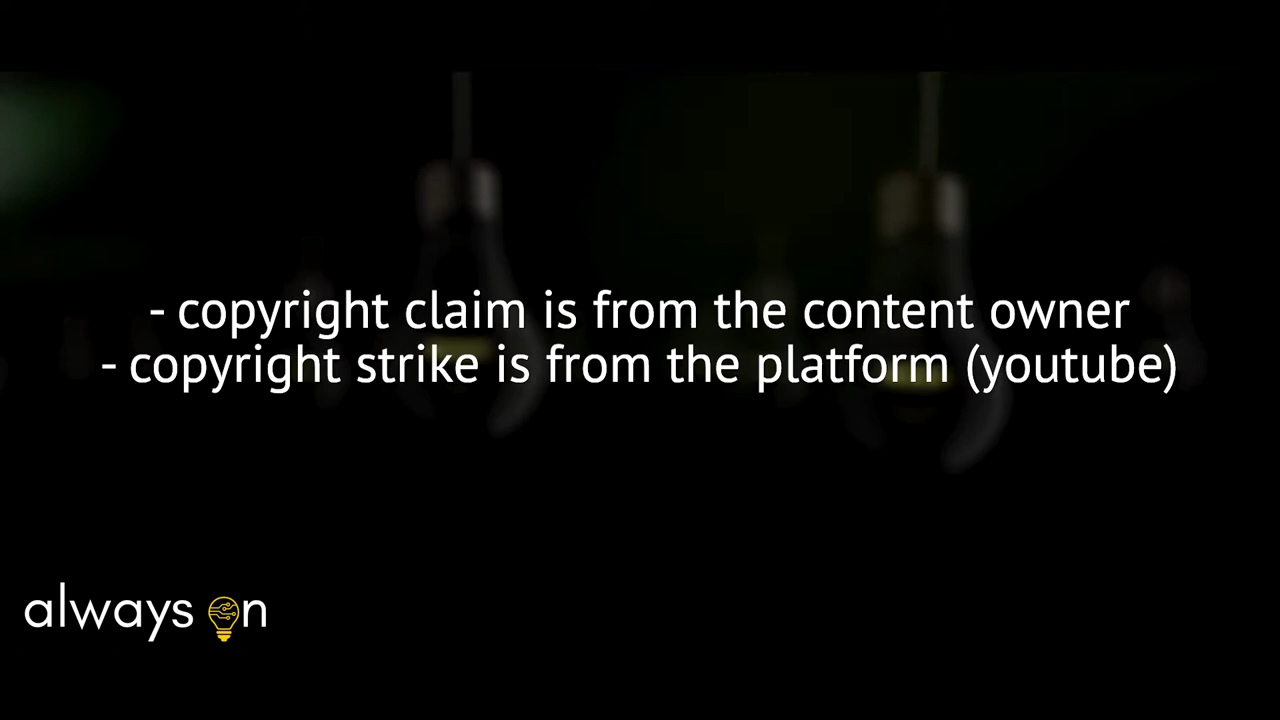 - copyright claim is from the content owner
- copyright strike is from the platform (youtube)
always on